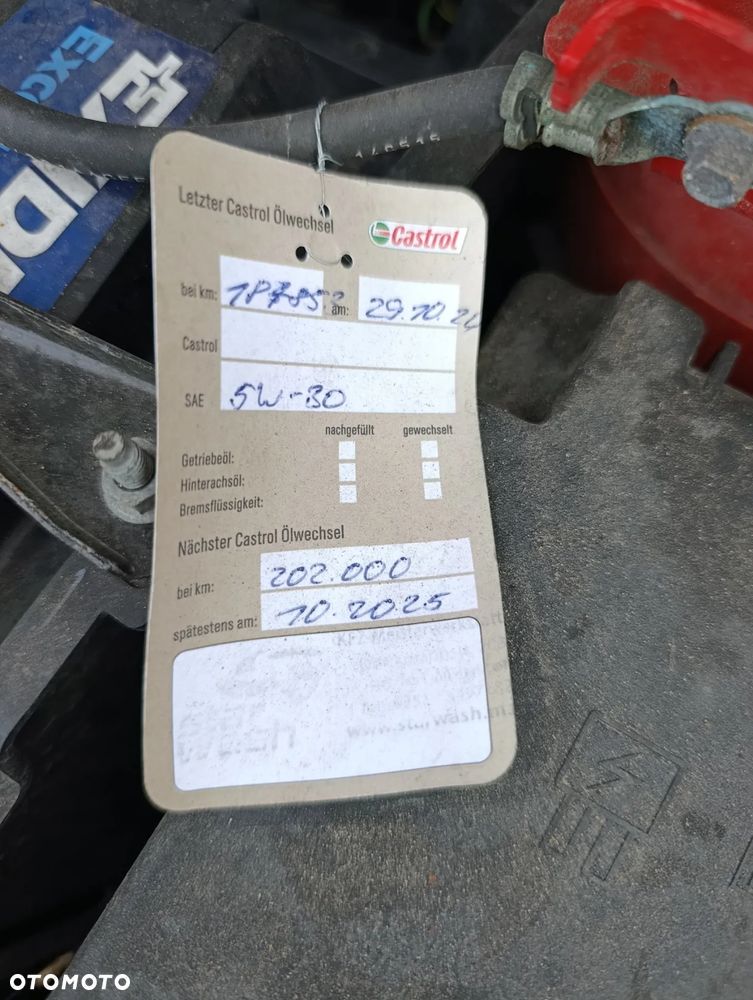 EXIDE
EXC
Letzter Castrol Ölwechsel
Castrol
bei km:
am: 29.10.24
Castrol
SAE 5W-30
nachgefüllt gewechselt
Getriebeöl:
Hinterachsöl:
Bremsflüssigkeit:
Nächster Castrol Ölwechsel
bei km: 202.000
spätestens am: 10.2025
www.starwash.m
OTOMOTO